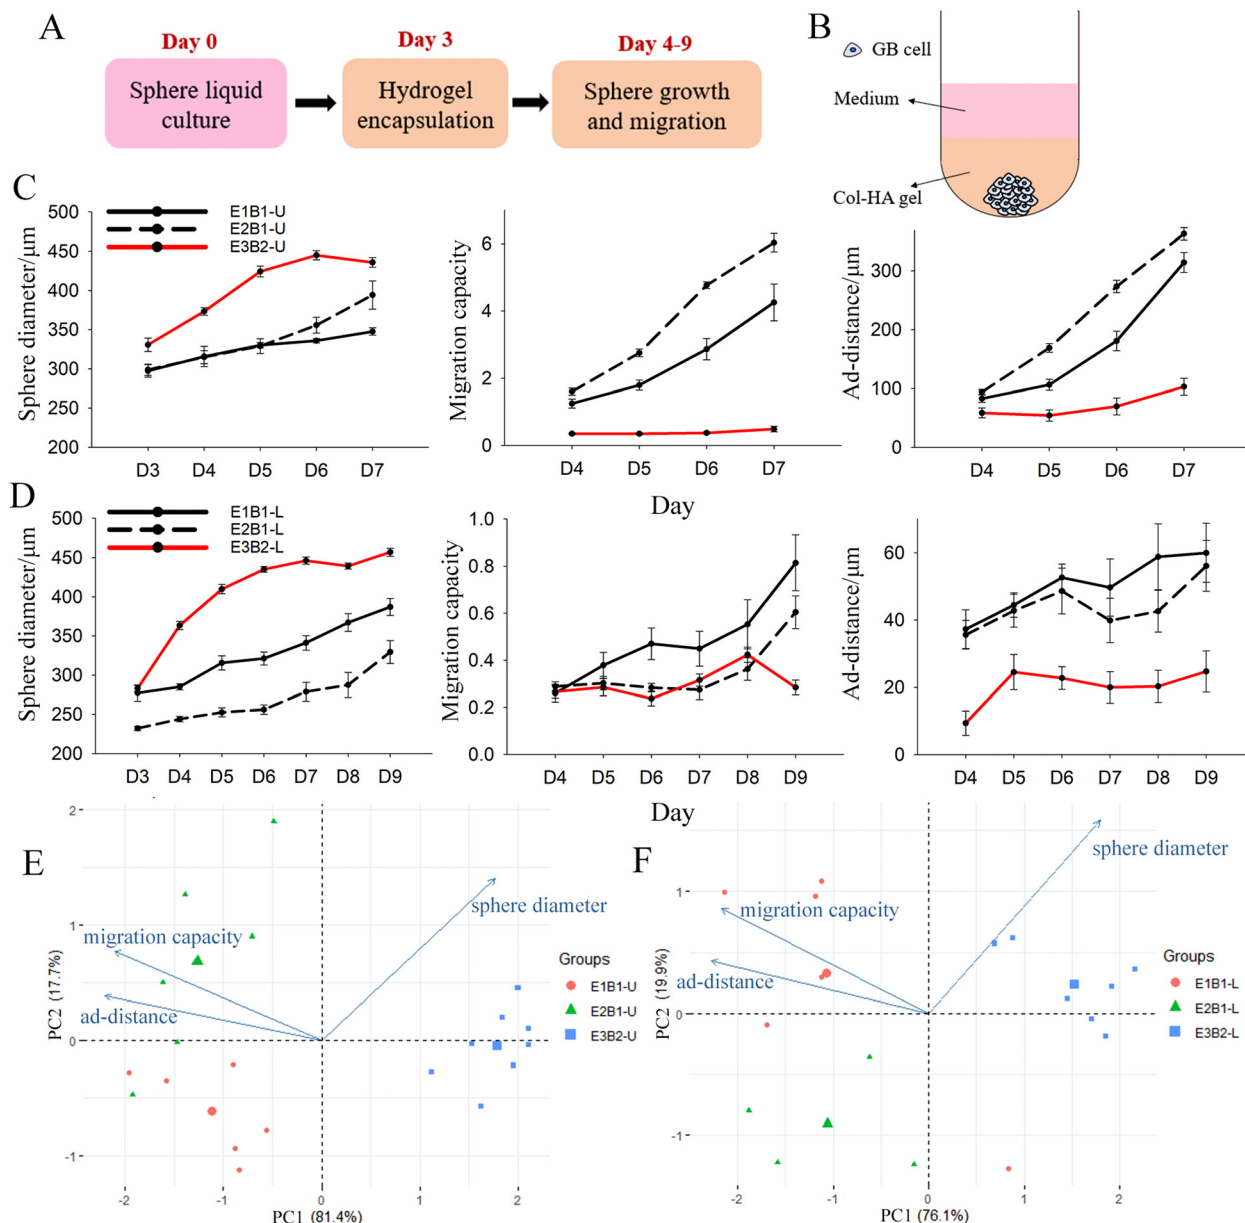 A
Day 0
Day 3
Day 4-9
Sphere liquid
culture
Hydrogel
encapsulation
Sphere growth
and migration
B
GB cell
Medium
Col-HA gel
C
Sphere diameter/μm
500
450
400
350
300
250
200
E1B1-U
E2B1-U
E3B2-U
D3
D4
D5
D6
D7
Migration capacity
6
4
2
0
D4
D5
D6
D7
Ad-distance/μm
300
200
100
0
D4
D5
D6
D7
Day
D
Sphere diameter/μm
500
450
400
350
300
250
200
E1B1-L
E2B1-L
E3B2-L
D3
D4
D5
D6
D7
D8
D9
Migration capacity
1.0
0.8
0.6
0.4
0.2
0.0
D4
D5
D6
D7
D8
D9
Ad-distance/μm
60
40
20
0
D4
D5
D6
D7
D8
D9
Day
E
PC2 (17.7%)
2
1
0
-1
sphere diameter
migration capacity
ad-distance
-2
-1
0
1
2
PC1 (81.4%)
Groups
E1B1-U
E2B1-U
E3B2-U
F
PC2 (19.9%)
1
0
-1
sphere diameter
migration capacity
ad-distance
-2
-1
0
1
2
PC1 (76.1%)
Groups
E1B1-L
E2B1-L
E3B2-L